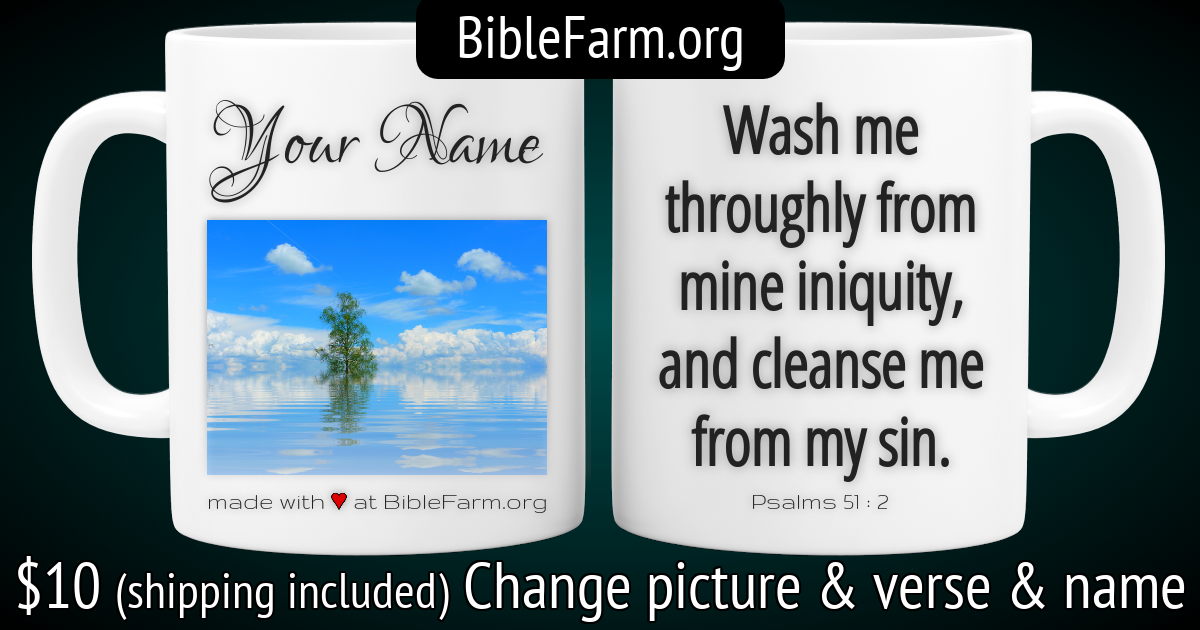 BibleFarm.org
Your Name
made with ♥ at BibleFarm.org
Wash me
throughly from
mine iniquity,
and cleanse me
from my sin.
Psalms 51 : 2
$10 (shipping included) Change picture & verse & name